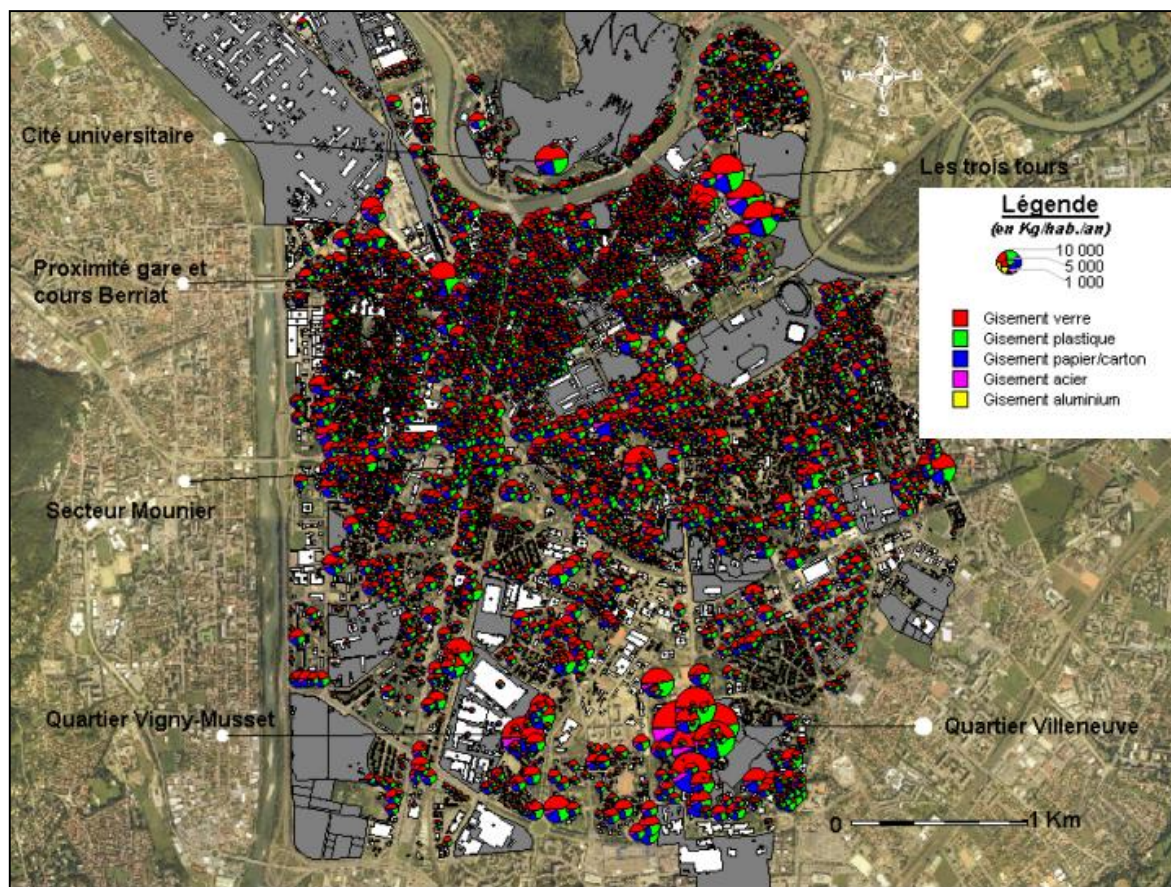 Cité universitaire
Les trois tours
Légende
(en Kg/hab./an)
10 000
5 000
1 000
Proximité gare et
cours Berriat
Gisement verre
Gisement plastique
Gisement papier/carton
Gisement acier
Gisement aluminium
Secteur Mounier
Quartier Vigny-Musset
Quartier Villeneuve
0
1 Km